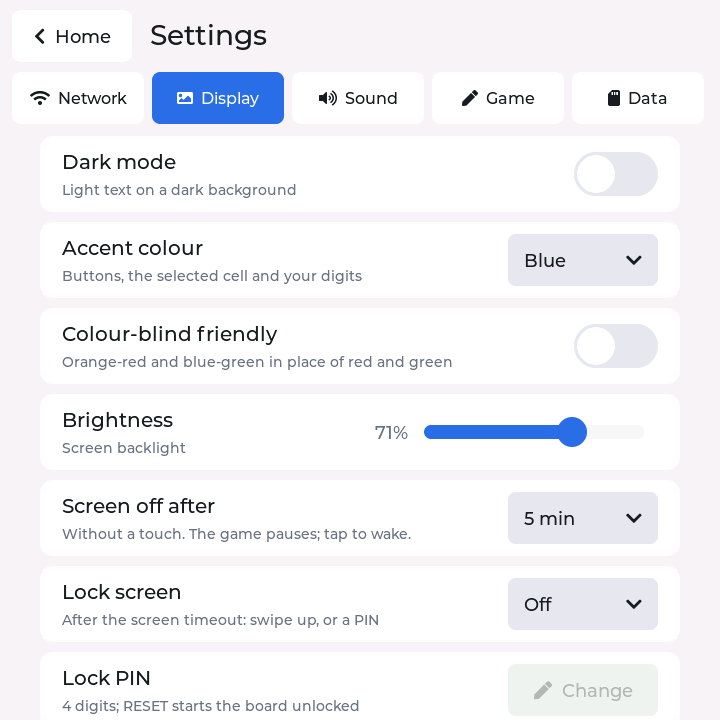 Home
Settings
Network
Display
Sound
Game
Data
Dark mode
Light text on a dark background
Accent colour
Buttons, the selected cell and your digits
Blue
Colour-blind friendly
Orange-red and blue-green in place of red and green
Brightness
Screen backlight
71%
Screen off after
Without a touch. The game pauses; tap to wake.
5 min
Lock screen
After the screen timeout: swipe up, or a PIN
Off
Lock PIN
4 digits; RESET starts the board unlocked
Change